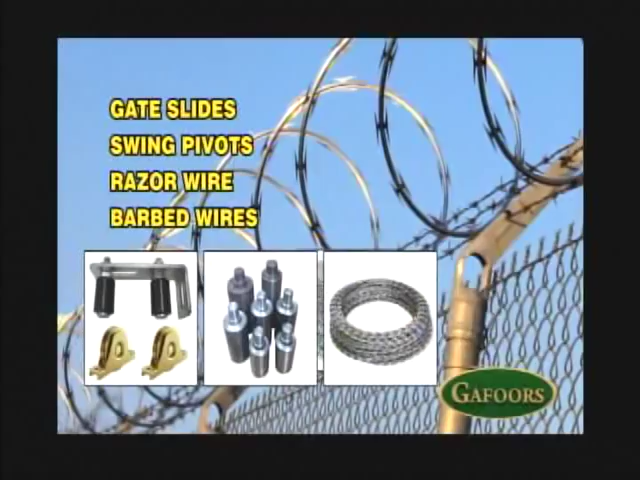 GATE SLIDES
SWING PIVOTS
RAZOR WIRE
BARBED WIRES
GAFOORS